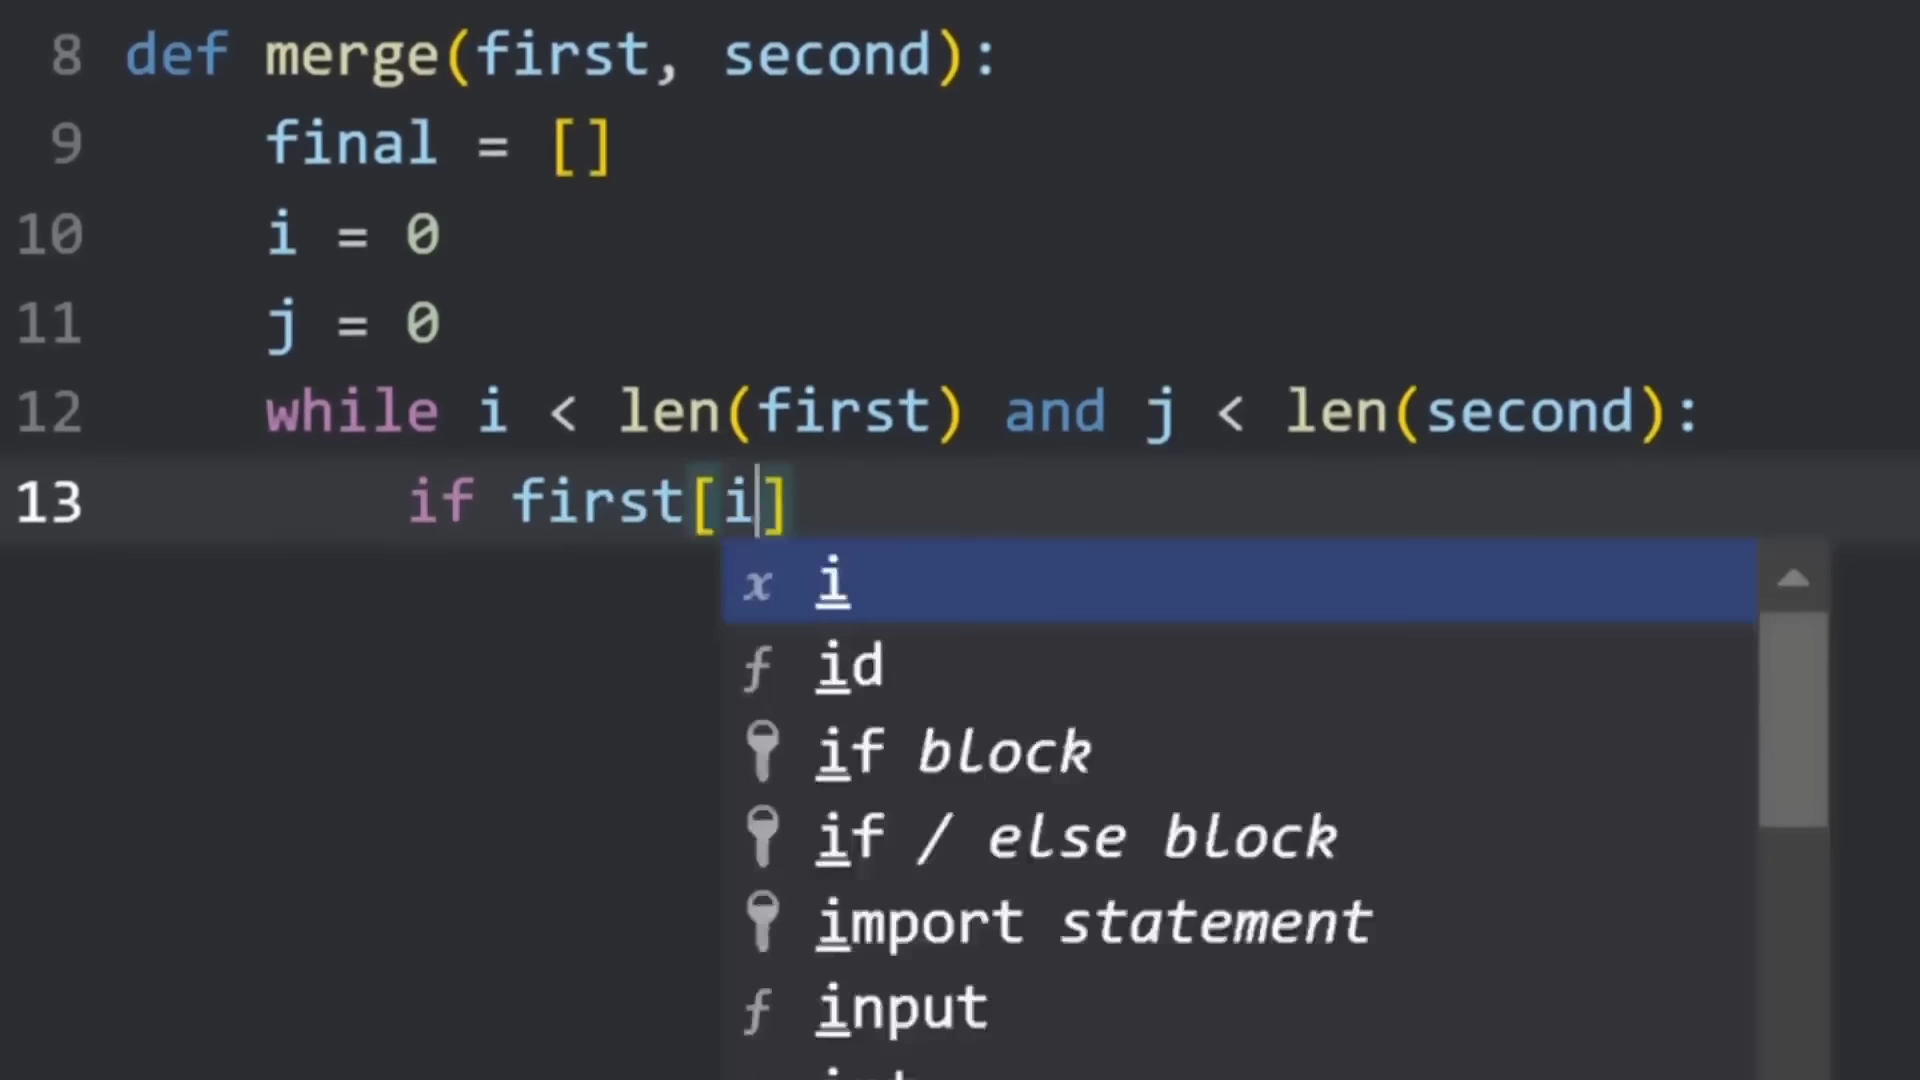 8 def merge(first, second):
9 final = []
10 i = 0
11 j = 0
12 while i < len(first) and j < len(second):
13 if first[i]
x i
f id
if block
if / else block
import statement
f input